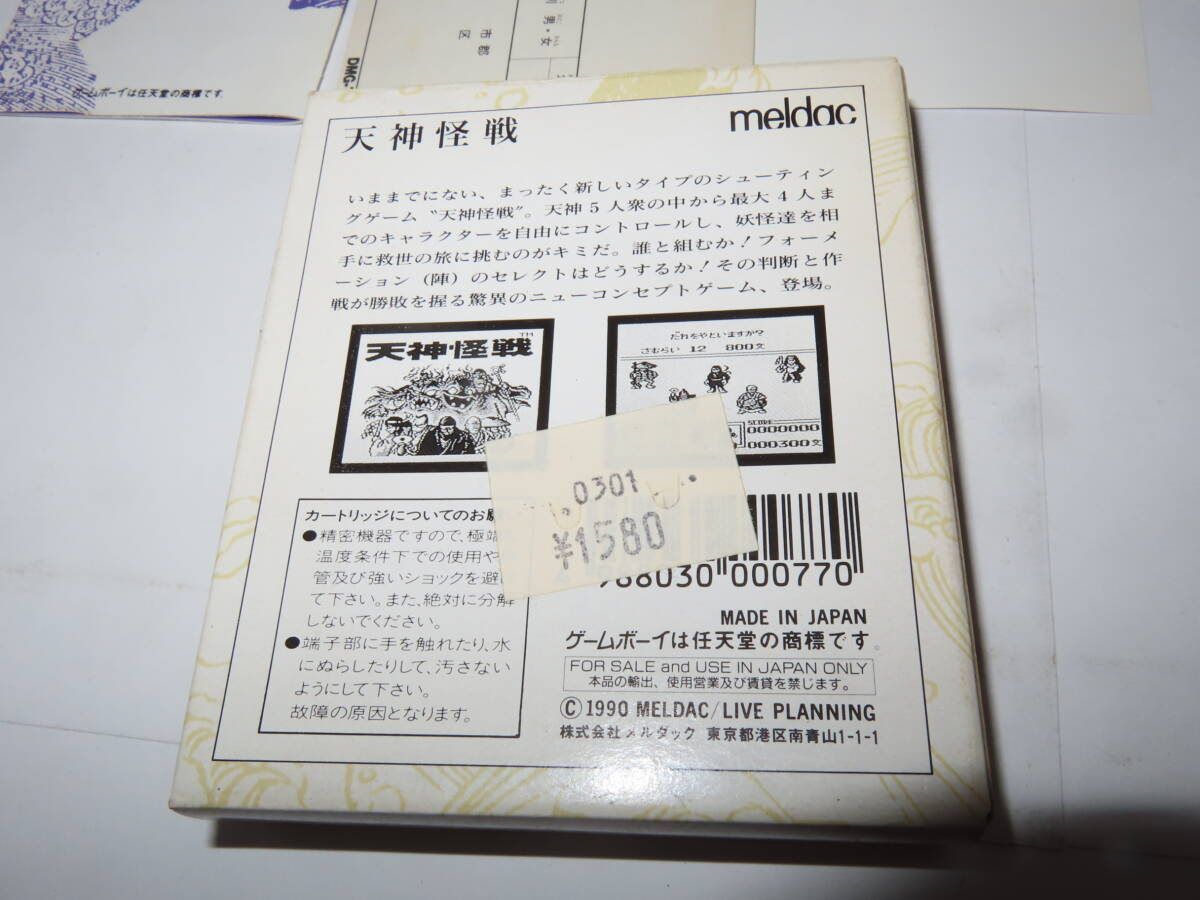 ゲームボーイは任天堂の商標です。
男・女
市郡
区
DMG-
天神怪戦
meldac
いままでにない、まったく新しいタイプのシューティン
グゲーム〝天神怪戦〟。天神5人衆の中から最大4人ま
でのキャラクターを自由にコントロールし、妖怪達を相
手に救世の旅に挑むのがキミだ。誰と組むか!フォーメ
ーション(陣)のセレクトはどうするか!その判断と作
戦が勝敗を握る驚異のニューコンセプトゲーム、登場。
天神怪戦
TM
だれをやといますか?
さむらい 12 800文
SCORE
0000000
000300文
0301
¥1580
カートリッジについてのお願
●精密機器ですので、極端
温度条件下での使用や
管及び強いショックを避
て下さい。また、絶対に分解
しないでください。
●端子部に手を触れたり、水
にぬらしたりして、汚さない
ようにして下さい。
故障の原因となります。
988030 000770
MADE IN JAPAN
ゲームボーイは任天堂の商標です。
FOR SALE and USE IN JAPAN ONLY
本品の輸出、使用営業及び賃貸を禁じます。
© 1990 MELDAC/LIVE PLANNING
株式会社メルダック 東京都港区南青山1-1-1